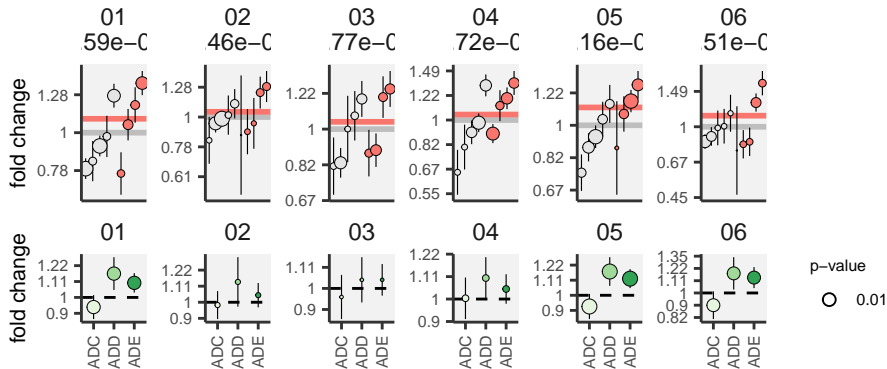 01 02 03 04 05 06
.59e−0 .46e−0 .77e−0 .72e−0 .16e−0 .51e−0
fold change
1.28 1 0.78
1.28 1 0.78 0.61
1.22 1 0.82 0.67
1.49 1.22 1 0.82 0.67 0.55
1.22 1 0.82 0.67
1.49 1 0.67 0.45
01 02 03 04 05 06
fold change
1.22 1.11 1 0.9
1.22 1.11 1 0.9
1.11 1
1.22 1.11 1 0.9
1.22 1.11 1 0.9
1.35 1.22 1.11 1 0.9 0.82
ADC ADD ADE ADC ADD ADE ADC ADD ADE ADC ADD ADE ADC ADD ADE ADC ADD ADE
p−value
0.01